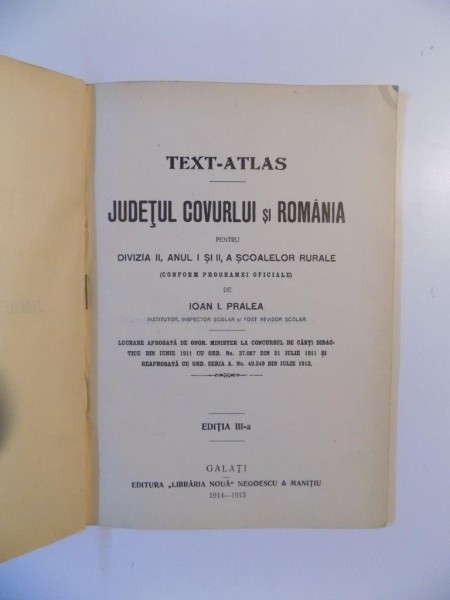 TEXT-ATLAS
JUDEȚUL COVURLUI ȘI ROMÂNIA
PENTRU
DIVIZIA II, ANUL I ȘI II, A ȘCOALELOR RURALE
(CONFORM PROGRAMEI OFICIALE)
DE
IOAN I. PRALEA
INSTITUTOR, INSPECTOR ȘCOLAR și FOST REVIZOR ȘCOLAR
LUCRARE APROBATĂ DE ONOR. MINISTER LA CONCURSUL DE CĂRȚI DIDAC-
TICE DIN IUNIE 1911 CU ORD. No. 37.067 DIN 21 IULIE 1911 ȘI
REAPROBATĂ CU ORD. SERIA A. No. 49.349 DIN IULIE 1913.
EDIȚIA III-a
GALAȚI
EDITURA „LIBRĂRIA NOUĂ” NEGOESCU & MANIȚIU
1914—1915